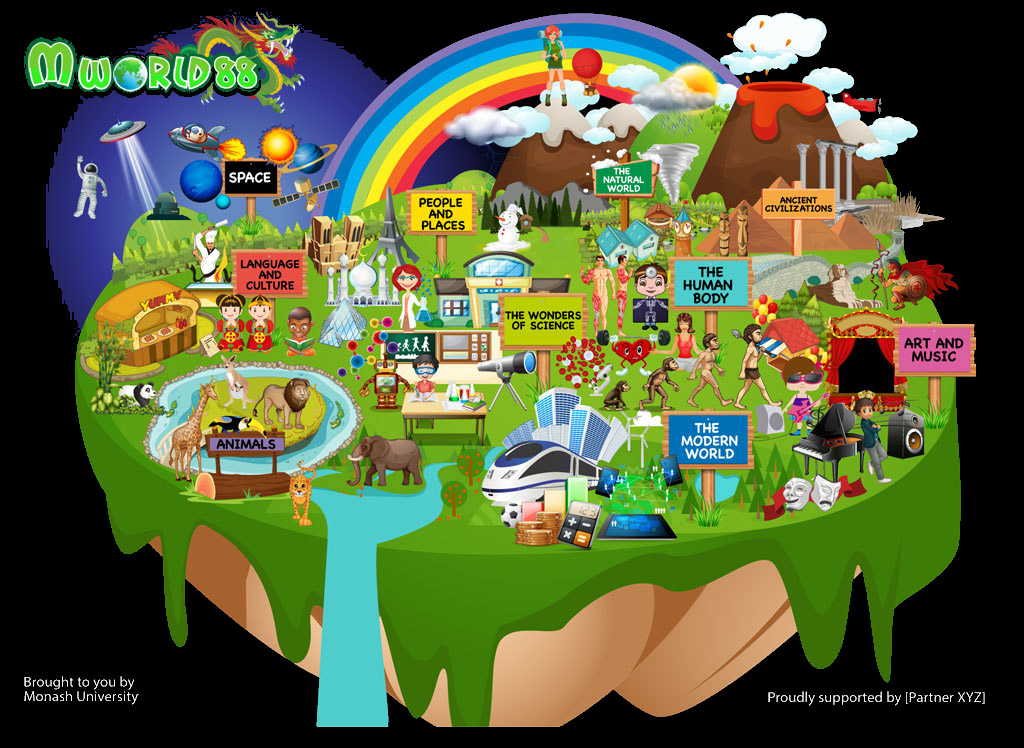 MWORLD88
SPACE
PEOPLE
AND
PLACES
THE
NATURAL
WORLD
ANCIENT
CIVILIZATIONS
LANGUAGE
AND
CULTURE
THE
HUMAN
BODY
YUM!
THE WONDERS
OF SCIENCE
ART AND
MUSIC
ANIMALS
THE
MODERN
WORLD
Brought to you by
Monash University
Proudly supported by [Partner XYZ]